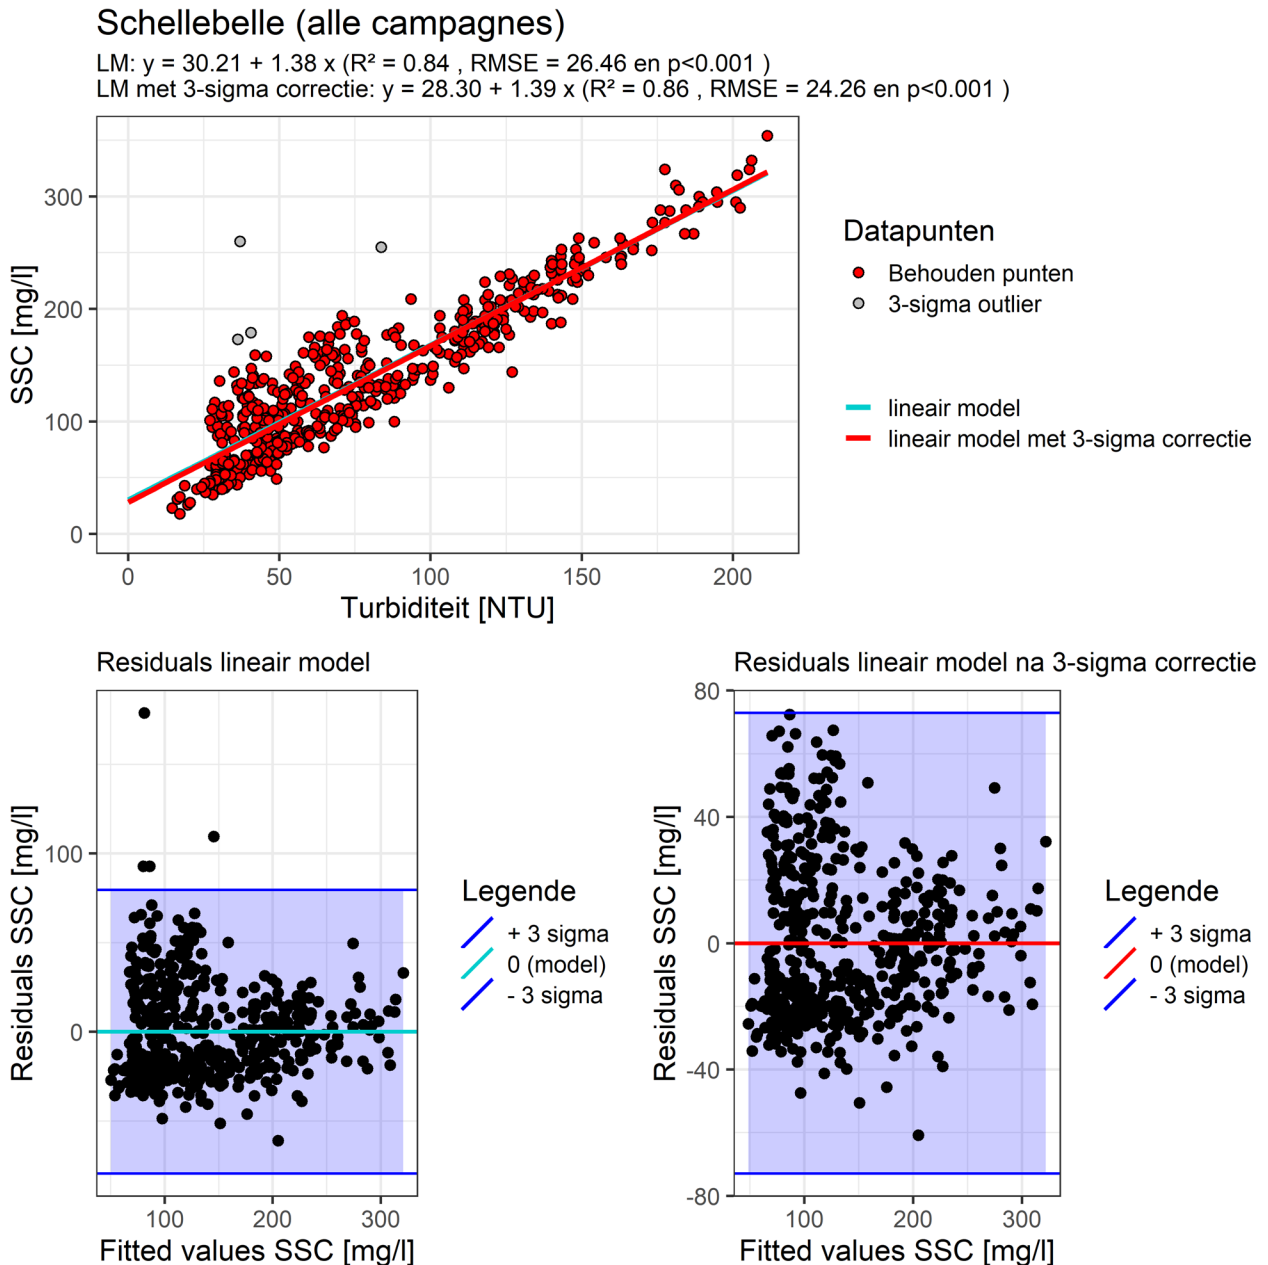 Schellebelle (alle campagnes)
LM: y = 30.21 + 1.38 x (R² = 0.84 , RMSE = 26.46 en p<0.001 )
LM met 3-sigma correctie: y = 28.30 + 1.39 x (R² = 0.86 , RMSE = 24.26 en p<0.001 )
SSC [mg/l]
300
200
100
0
0 50 100 150 200
Turbiditeit [NTU]
Datapunten
Behouden punten
3-sigma outlier
lineair model
lineair model met 3-sigma correctie
Residuals lineair model
Residuals SSC [mg/l]
100
0
100 200 300
Fitted values SSC [mg/l]
Legende
+ 3 sigma
0 (model)
- 3 sigma
Residuals lineair model na 3-sigma correctie
Residuals SSC [mg/l]
80
40
0
-40
-80
100 200 300
Fitted values SSC [mg/l]
Legende
+ 3 sigma
0 (model)
- 3 sigma